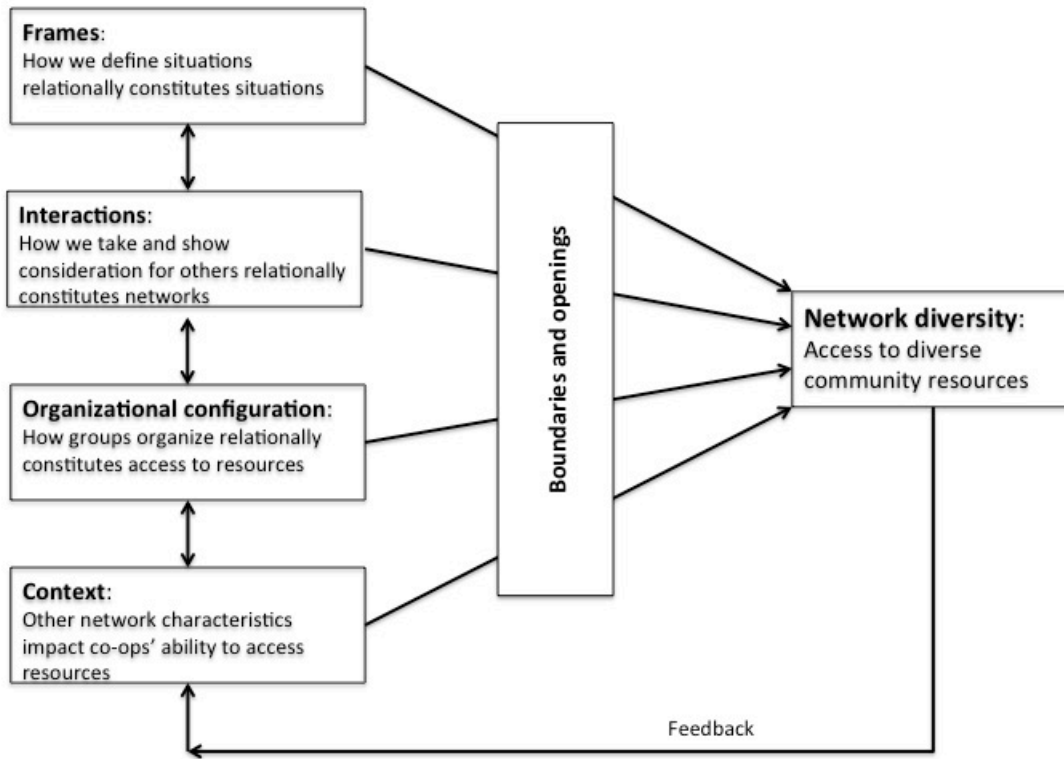 Frames:
How we define situations
relationally constitutes situations
Interactions:
How we take and show
consideration for others relationally
constitutes networks
Organizational configuration:
How groups organize relationally
constitutes access to resources
Context:
Other network characteristics
impact co-ops’ ability to access
resources
Boundaries and openings
Network diversity:
Access to diverse
community resources
Feedback